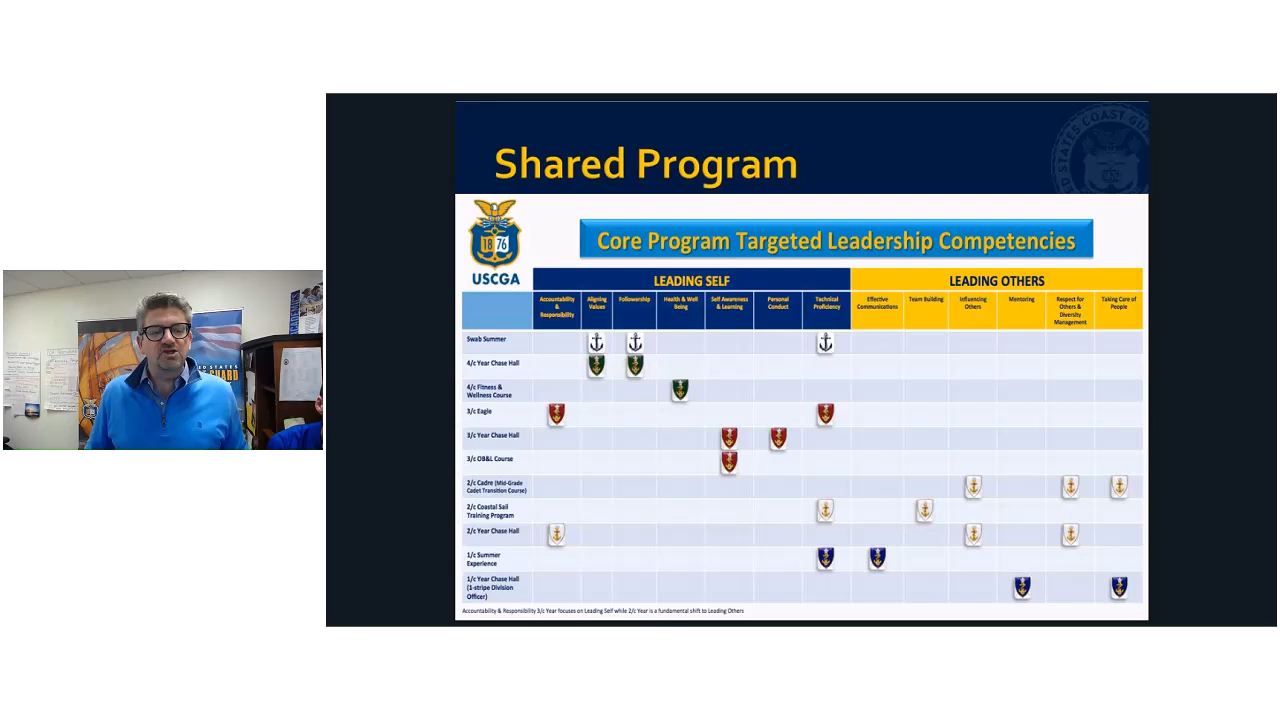 Shared Program
STATES COAST GU
18 76
USCGA
Core Program Targeted Leadership Competencies
LEADING SELF
LEADING OTHERS
Accountability
&
Responsibility
Aligning
Values
Followership
Health & Well
Being
Self Awareness
& Learning
Personal
Conduct
Technical
Proficiency
Effective
Communications
Team Building
Influencing
Others
Mentoring
Respect for
Others &
Diversity
Management
Taking Care of
People
Swab Summer
4/c Year Chase Hall
4/c Fitness &
Wellness Course
3/c Eagle
3/c Year Chase Hall
3/c OB&L Course
2/c Cadre (Mid-Grade
Cadet Transition Course)
2/c Coastal Sail
Training Program
2/c Year Chase Hall
1/c Summer
Experience
1/c Year Chase Hall
(1-stripe Division
Officer)
Accountability & Responsibility 3/c Year focuses on Leading Self while 2/c Year is a fundamental shift to Leading Others